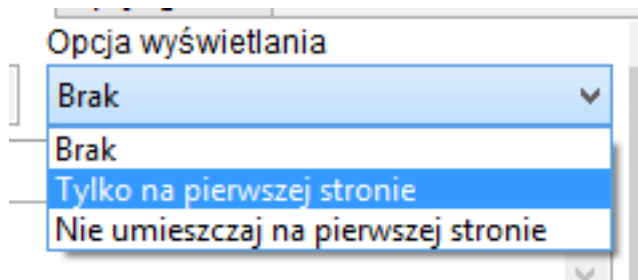 Opcja wyświetlania
Brak
Brak
Tylko na pierwszej stronie
Nie umieszczaj na pierwszej stronie